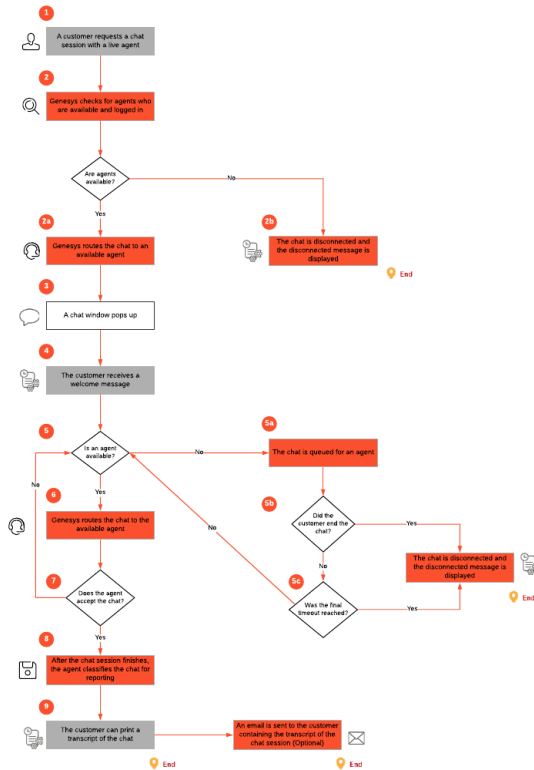 1
A customer requests a chat
session with a live agent
2
Genesys checks for agents who
are available and logged in
Are agents
available?
No
Yes
2a
Genesys routes the chat to an
available agent
2b
The chat is disconnected and
the disconnected message is
displayed
End
3
A chat window pops up
4
The customer receives a
welcome message
5
Is an agent
available?
No
5a
The chat is queued for an agent
No
Yes
6
Genesys routes the chat to the
available agent
5b
Did the
customer end the
chat?
Yes
No
No
The chat is disconnected and
the disconnected message is
displayed
End
7
Does the agent
accept the chat?
5c
Was the final
timeout reached?
Yes
Yes
8
After the chat session finishes,
the agent classifies the chat for
reporting
9
The customer can print a
transcript of the chat
An email is sent to the customer
containing the transcript of the
chat session (Optional)
End
End